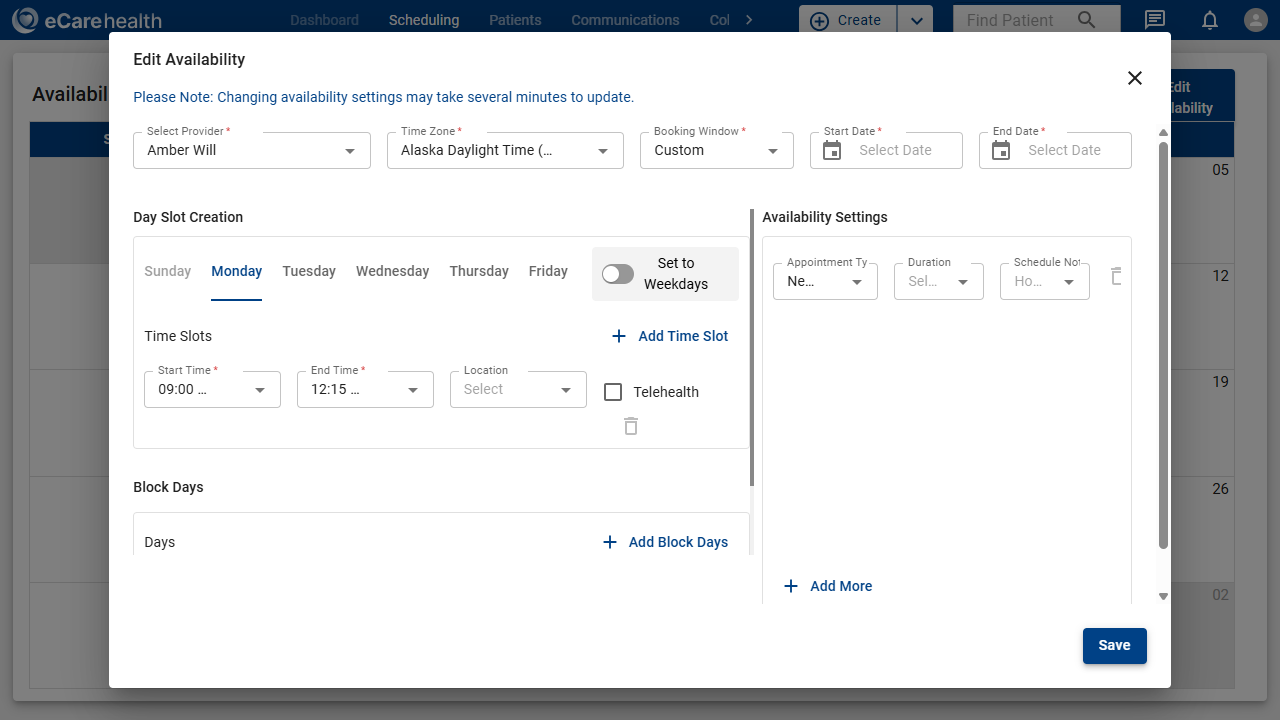 eCarehealth
Dashboard
Scheduling
Patients
Communications
Col
Create
Find Patient
Availabil
Edit
lability
S
05
12
19
26
02
Edit Availability
Please Note: Changing availability settings may take several minutes to update.
Select Provider *
Amber Will
Time Zone *
Alaska Daylight Time (...
Booking Window *
Custom
Start Date *
Select Date
End Date *
Select Date
Day Slot Creation
Sunday
Monday
Tuesday
Wednesday
Thursday
Friday
Set to
Weekdays
Time Slots
Add Time Slot
Start Time *
09:00 ...
End Time *
12:15 ...
Location
Select
Telehealth
Block Days
Days
Add Block Days
Availability Settings
Appointment Ty
Ne...
Duration
Sel...
Schedule Not
Ho...
Add More
Save